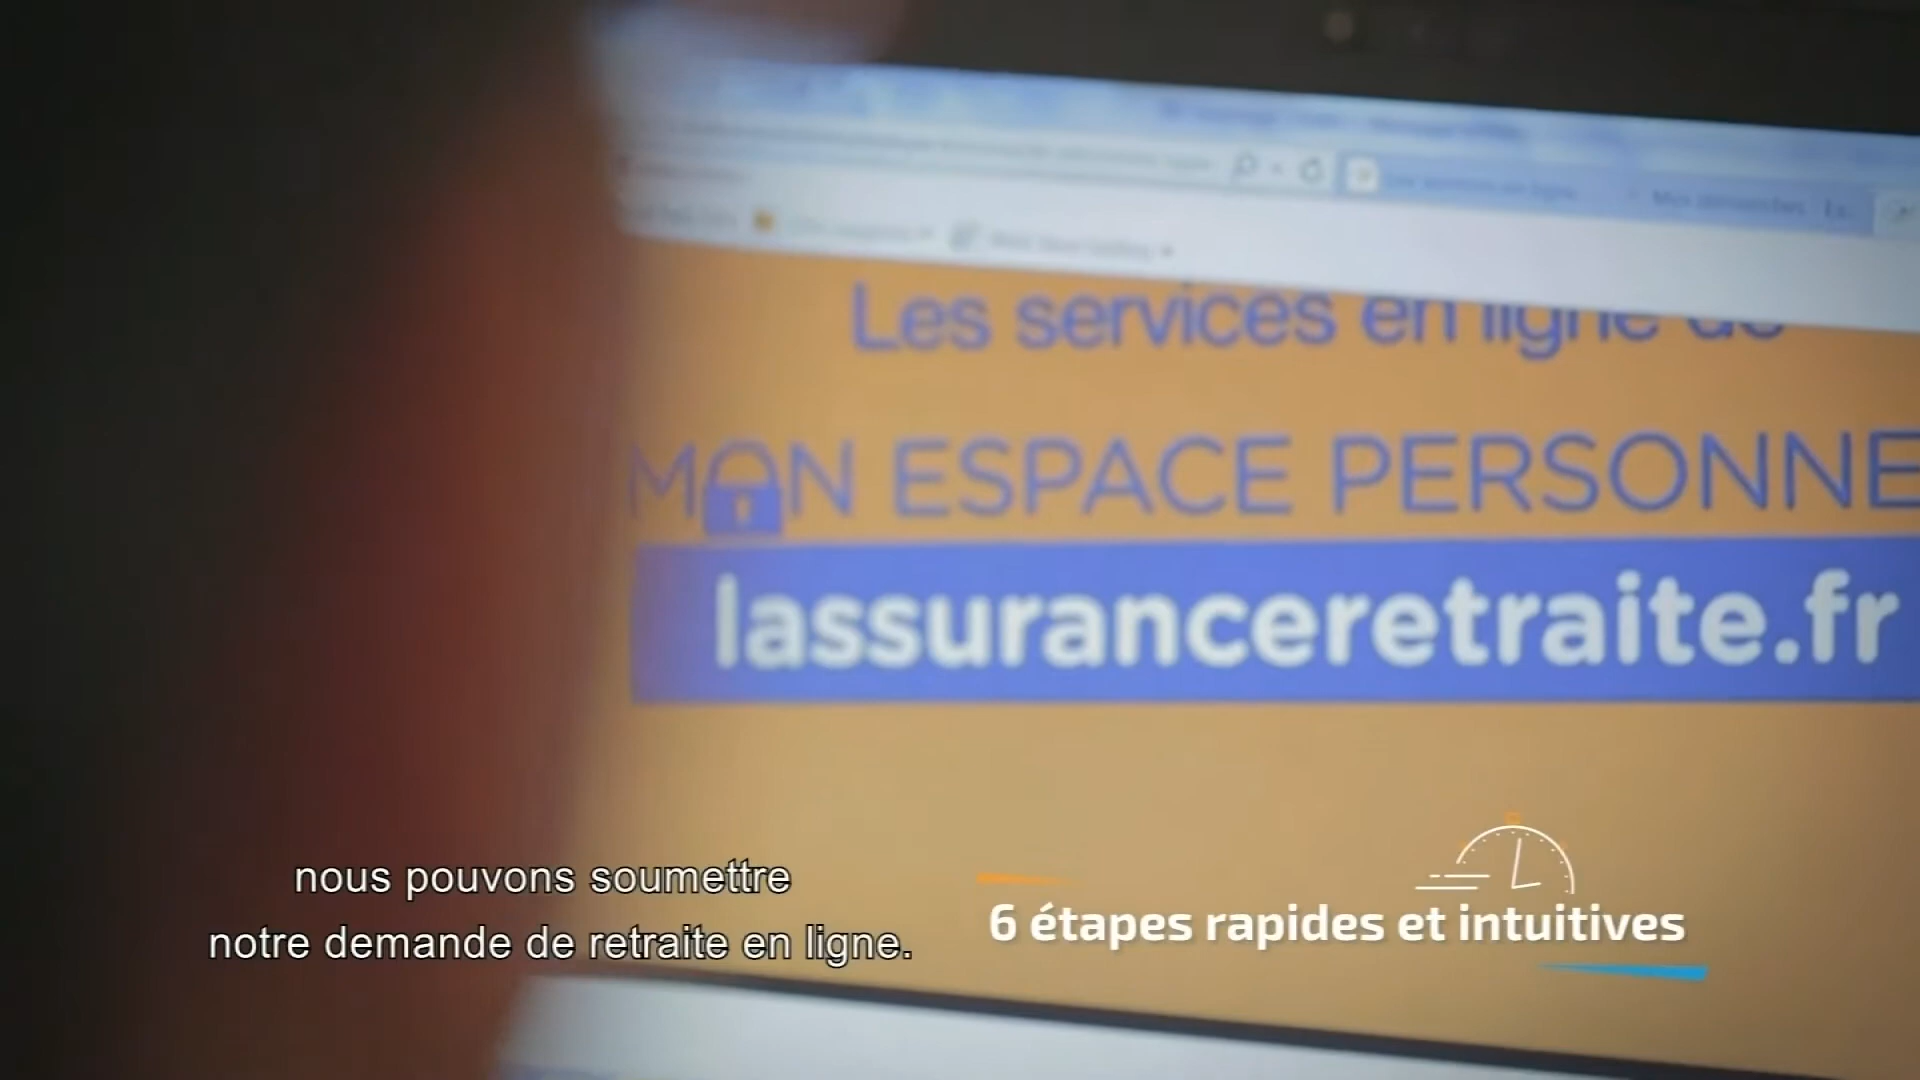 Les services en ligne de
MON ESPACE PERSONNE
lassuranceretraite.fr
nous pouvons soumettre
notre demande de retraite en ligne.
6 étapes rapides et intuitives